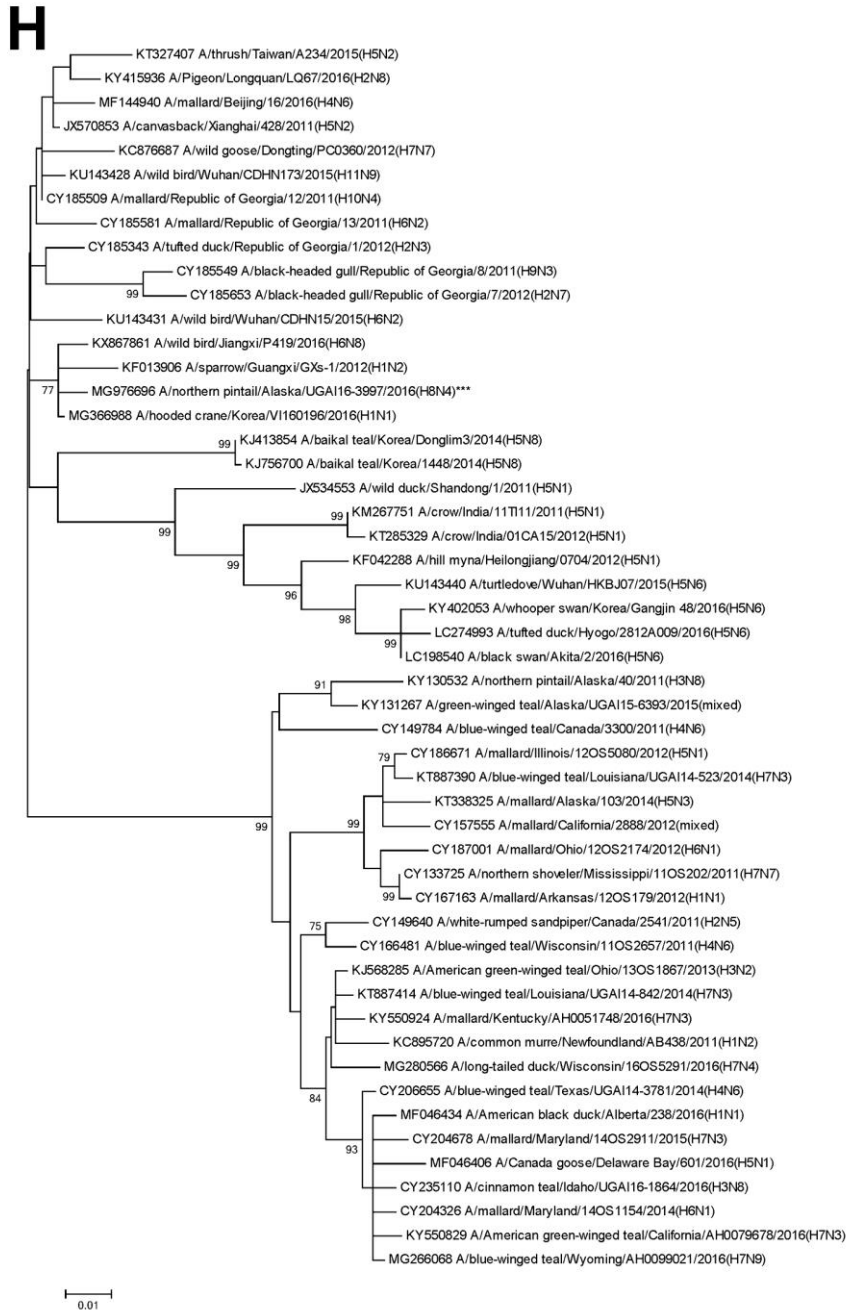 H
KT327407 A/thrush/Taiwan/A234/2015(H5N2)
KY415936 A/Pigeon/Longquan/LQ67/2016(H2N8)
MF144940 A/mallard/Beijing/16/2016(H4N6)
JX570853 A/canvasback/Xianghai/428/2011(H5N2)
KC876687 A/wild goose/Dongting/PC0360/2012(H7N7)
KU143428 A/wild bird/Wuhan/CDHN173/2015(H11N9)
CY185509 A/mallard/Republic of Georgia/12/2011(H10N4)
CY185581 A/mallard/Republic of Georgia/13/2011(H6N2)
CY185343 A/tufted duck/Republic of Georgia/1/2012(H2N3)
CY185549 A/black-headed gull/Republic of Georgia/8/2011(H9N3)
99
CY185653 A/black-headed gull/Republic of Georgia/7/2012(H2N7)
KU143431 A/wild bird/Wuhan/CDHN15/2015(H6N2)
KX867861 A/wild bird/Jiangxi/P419/2016(H6N8)
KF013906 A/sparrow/Guangxi/GXs-1/2012(H1N2)
77
MG976696 A/northern pintail/Alaska/UGAI16-3997/2016(H8N4)***
MG366988 A/hooded crane/Korea/VI160196/2016(H1N1)
99
KJ413854 A/baikal teal/Korea/Donglim3/2014(H5N8)
KJ756700 A/baikal teal/Korea/1448/2014(H5N8)
JX534553 A/wild duck/Shandong/1/2011(H5N1)
99
99
KM267751 A/crow/India/11TI11/2011(H5N1)
KT285329 A/crow/India/01CA15/2012(H5N1)
99
KF042288 A/hill myna/Heilongjiang/0704/2012(H5N1)
96
KU143440 A/turtledove/Wuhan/HKBJ07/2015(H5N6)
98
KY402053 A/whooper swan/Korea/Gangjin 48/2016(H5N6)
LC274993 A/tufted duck/Hyogo/2812A009/2016(H5N6)
99
LC198540 A/black swan/Akita/2/2016(H5N6)
91
KY130532 A/northern pintail/Alaska/40/2011(H3N8)
KY131267 A/green-winged teal/Alaska/UGAI15-6393/2015(mixed)
CY149784 A/blue-winged teal/Canada/3300/2011(H4N6)
79
CY186671 A/mallard/Illinois/12OS5080/2012(H5N1)
KT887390 A/blue-winged teal/Louisiana/UGAI14-523/2014(H7N3)
KT338325 A/mallard/Alaska/103/2014(H5N3)
99
99
CY157555 A/mallard/California/2888/2012(mixed)
CY187001 A/mallard/Ohio/12OS2174/2012(H6N1)
CY133725 A/northern shoveler/Mississippi/11OS202/2011(H7N7)
99
CY167163 A/mallard/Arkansas/12OS179/2012(H1N1)
75
CY149640 A/white-rumped sandpiper/Canada/2541/2011(H2N5)
CY166481 A/blue-winged teal/Wisconsin/11OS2657/2011(H4N6)
KJ568285 A/American green-winged teal/Ohio/13OS1867/2013(H3N2)
KT887414 A/blue-winged teal/Louisiana/UGAI14-842/2014(H7N3)
KY550924 A/mallard/Kentucky/AH0051748/2016(H7N3)
KC895720 A/common murre/Newfoundland/AB438/2011(H1N2)
MG280566 A/long-tailed duck/Wisconsin/16OS5291/2016(H7N4)
84
CY206655 A/blue-winged teal/Texas/UGAI14-3781/2014(H4N6)
MF046434 A/American black duck/Alberta/238/2016(H1N1)
CY204678 A/mallard/Maryland/14OS2911/2015(H7N3)
93
MF046406 A/Canada goose/Delaware Bay/601/2016(H5N1)
CY235110 A/cinnamon teal/Idaho/UGAI16-1864/2016(H3N8)
CY204326 A/mallard/Maryland/14OS1154/2014(H6N1)
KY550829 A/American green-winged teal/California/AH0079678/2016(H7N3)
MG266068 A/blue-winged teal/Wyoming/AH0099021/2016(H7N9)
0.01